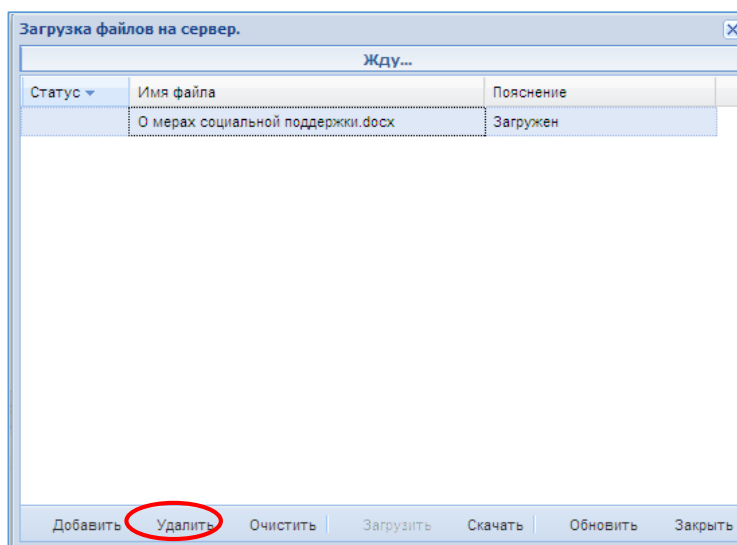 Загрузка файлов на сервер.
Жду...
Статус Имя файла Пояснение
О мерах социальной поддержки.docx Загружен
Добавить Удалить Очистить Загрузить Скачать Обновить Закрыть